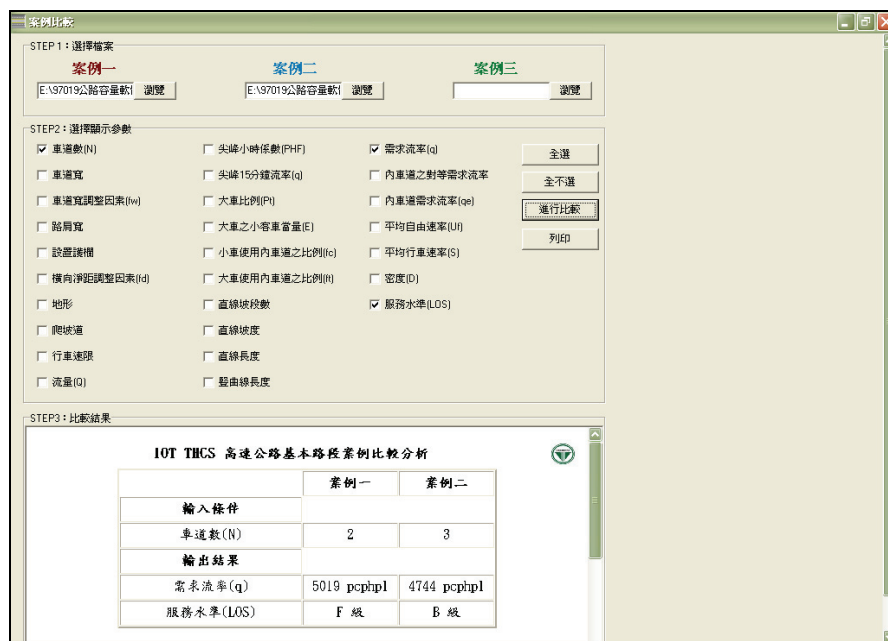 案例比較
STEP1：選擇檔案
案例一 案例二 案例三
E:\97019公路容量軟體 瀏覽 E:\97019公路容量軟體 瀏覽 瀏覽
STEP2：選擇顯示參數
車道數(N) 尖峰小時係數(PHF) 需求流率(q) 全選
車道寬 尖峰15分鐘流率(q) 內車道之對等需求流率 全不選
車道寬調整因素(fw) 大車比例(Pt) 內車道需求流率(qe) 進行比較
路肩寬 大車之小客車當量(E) 平均自由速率(Uf) 列印
設置護欄 小車使用內車道之比例(fc) 平均行車速率(S)
橫向淨距調整因素(fd) 大車使用內車道之比例(ft) 密度(D)
地形 直線坡段數 服務水準(LOS)
爬坡道 直線坡度
行車速限 直線長度
流量(Q) 豎曲線長度
STEP3：比較結果
IOT THCS 高速公路基本路段案例比較分析
案例一 案例二
輸入條件
車道數(N) 2 3
輸出結果
需求流率(q) 5019 pcphpl 4744 pcphpl
服務水準(LOS) F 級 B 級